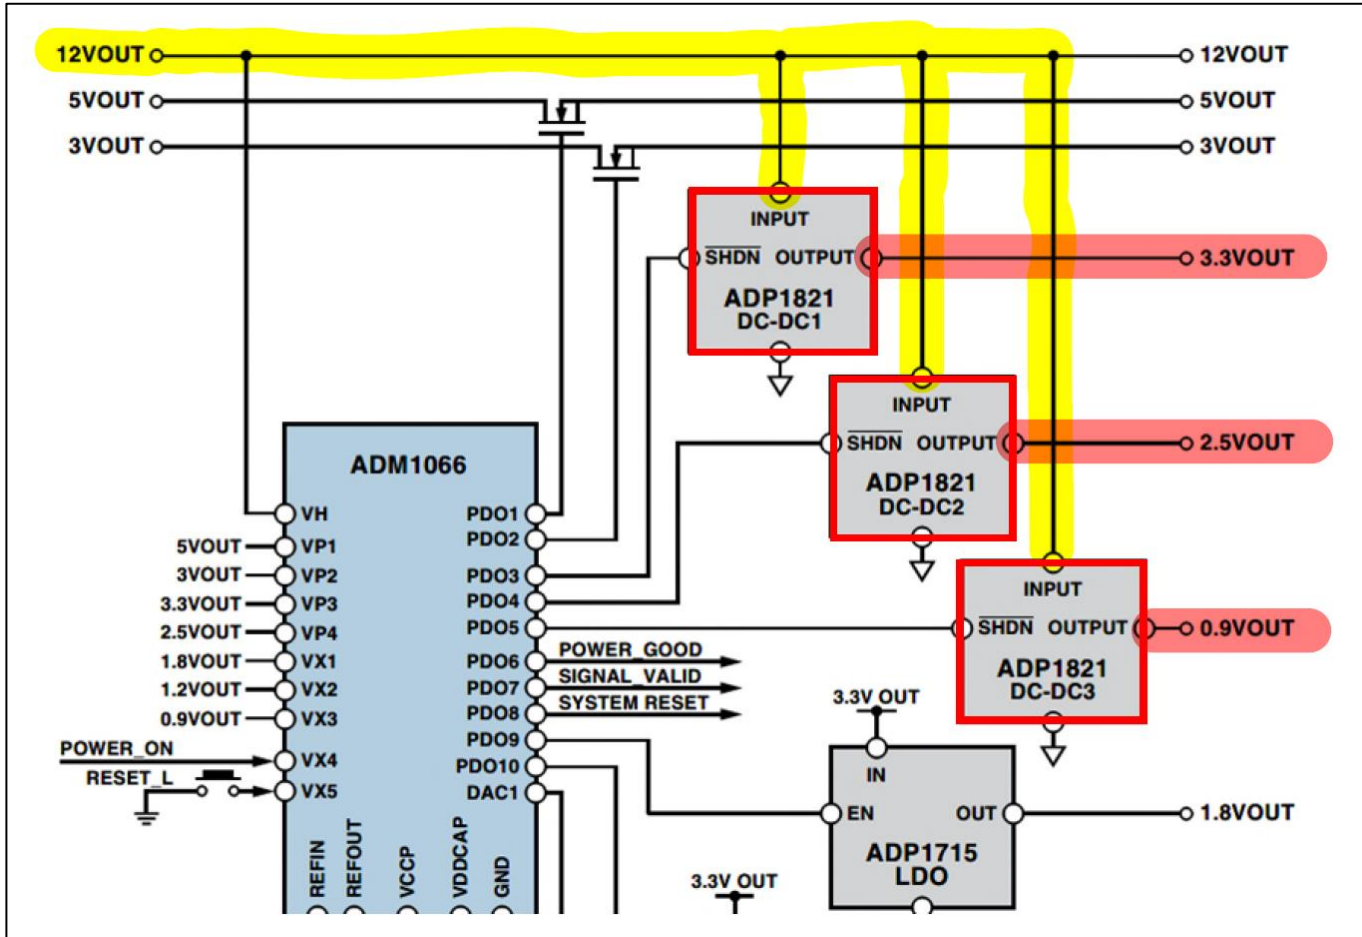 12VOUT
12VOUT
5VOUT
5VOUT
3VOUT
3VOUT
INPUT
SHDN OUTPUT
3.3VOUT
ADP1821
DC-DC1
INPUT
SHDN OUTPUT
2.5VOUT
ADP1821
DC-DC2
INPUT
SHDN OUTPUT
0.9VOUT
ADP1821
DC-DC3
ADM1066
VH
5VOUT
VP1
3VOUT
VP2
3.3VOUT
VP3
2.5VOUT
VP4
1.8VOUT
VX1
1.2VOUT
VX2
0.9VOUT
VX3
POWER_ON
VX4
RESET_L
VX5
PDO1
PDO2
PDO3
PDO4
PDO5
PDO6
POWER_GOOD
PDO7
SIGNAL_VALID
PDO8
SYSTEM RESET
PDO9
PDO10
DAC1
REFIN
REFOUT
VCCP
VDDCAP
GND
3.3V OUT
IN
EN
OUT
1.8VOUT
ADP1715
LDO
3.3V OUT